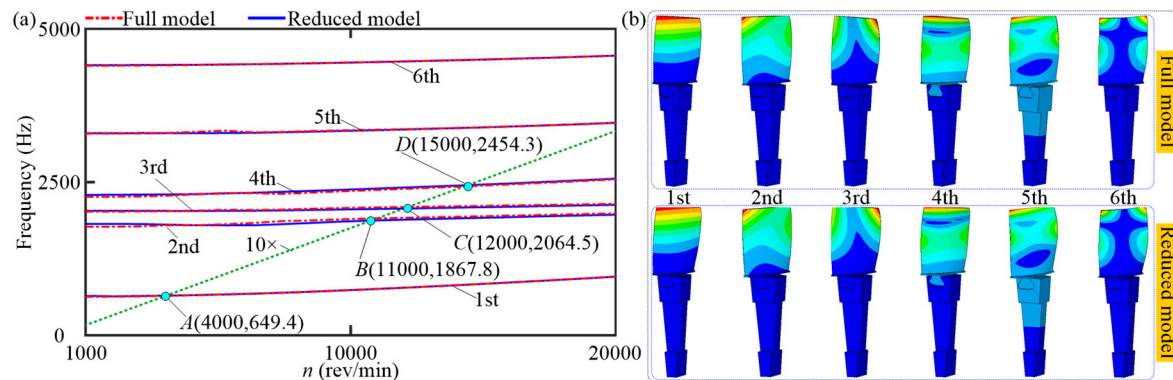 (a)
Full model
Reduced model
5000
2500
0
Frequency (Hz)
6th
5th
D(15000,2454.3)
3rd
4th
2nd
10×
C(12000,2064.5)
B(11000,1867.8)
1st
A(4000,649.4)
1000
10000
20000
n (rev/min)
(b)
Full model
1st
2nd
3rd
4th
5th
6th
Reduced model